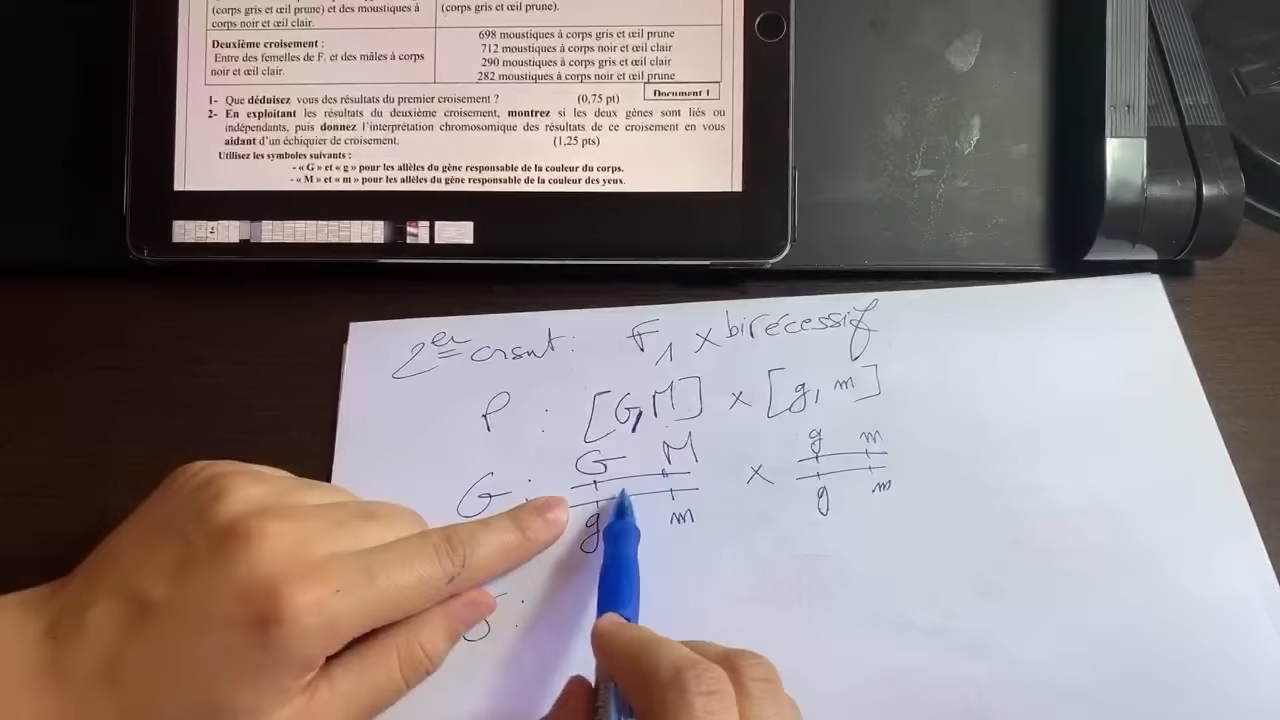 (corps gris et œil prune) et des moustiques à
corps noir et œil clair.
(corps gris et œil prune).
Deuxième croisement :
Entre des femelles de F₁ et des mâles à corps
noir et œil clair.
698 moustiques à corps gris et œil prune
712 moustiques à corps noir et œil clair
290 moustiques à corps gris et œil clair
282 moustiques à corps noir et œil prune
Document 1
1- Que déduisez vous des résultats du premier croisement ? (0,75 pt)
2- En exploitant les résultats du deuxième croisement, montrez si les deux gènes sont liés ou
indépendants, puis donnez l'interprétation chromosomique des résultats de ce croisement en vous
aidant d'un échiquier de croisement. (1,25 pts)
Utilisez les symboles suivants :
- « G » et « g » pour les allèles du gène responsable de la couleur du corps.
- « M » et « m » pour les allèles du gène responsable de la couleur des yeux.
2er crsmt : F1 x birécessif
P : [G, M] x [g, m]
G M g m
G : x
g m g m